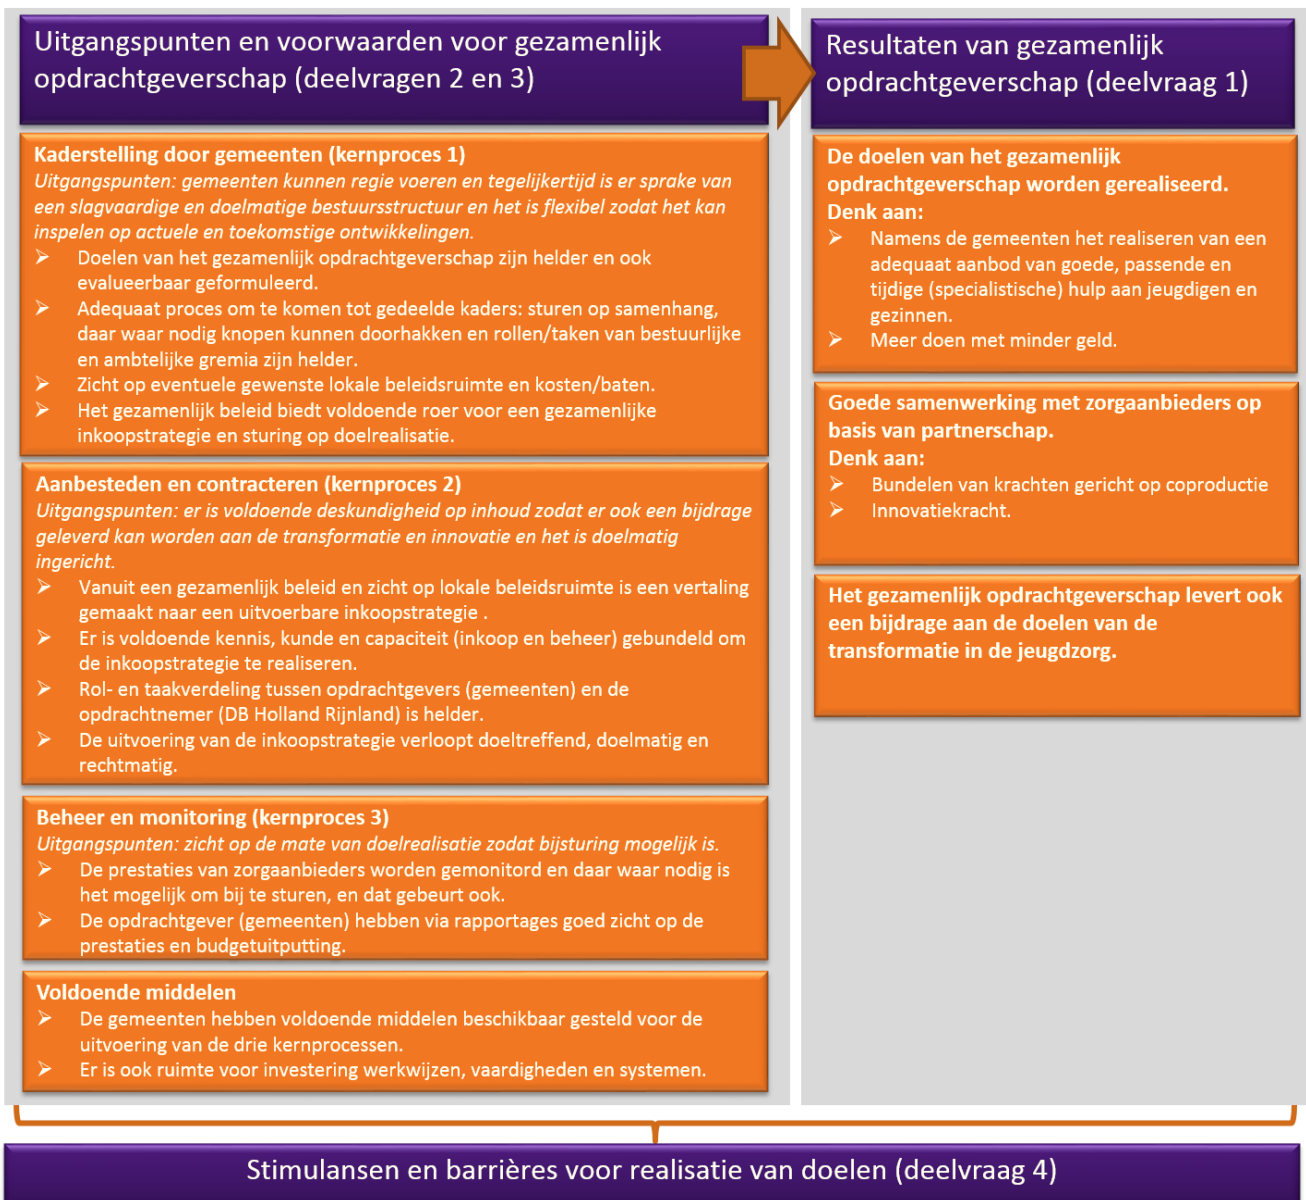 Uitgangspunten en voorwaarden voor gezamenlijk
opdrachtgeverschap (deelvragen 2 en 3)
Kaderstelling door gemeenten (kernproces 1)
Uitgangspunten: gemeenten kunnen regie voeren en tegelijkertijd is er sprake van
een slagvaardige en doelmatige bestuursstructuur en het is flexibel zodat het kan
inspelen op actuele en toekomstige ontwikkelingen.
➢ Doelen van het gezamenlijk opdrachtgeverschap zijn helder en ook
evalueerbaar geformuleerd.
➢ Adequaat proces om te komen tot gedeelde kaders: sturen op samenhang,
daar waar nodig knopen kunnen doorhakken en rollen/taken van bestuurlijke
en ambtelijke gremia zijn helder.
➢ Zicht op eventuele gewenste lokale beleidsruimte en kosten/baten.
➢ Het gezamenlijk beleid biedt voldoende roer voor een gezamenlijke
inkoopstrategie en sturing op doelrealisatie.
Aanbesteden en contracteren (kernproces 2)
Uitgangspunten: er is voldoende deskundigheid op inhoud zodat er ook een bijdrage
geleverd kan worden aan de transformatie en innovatie en het is doelmatig
ingericht.
➢ Vanuit een gezamenlijk beleid en zicht op lokale beleidsruimte is een vertaling
gemaakt naar een uitvoerbare inkoopstrategie .
➢ Er is voldoende kennis, kunde en capaciteit (inkoop en beheer) gebundeld om
de inkoopstrategie te realiseren.
➢ Rol- en taakverdeling tussen opdrachtgevers (gemeenten) en de
opdrachtnemer (DB Holland Rijnland) is helder.
➢ De uitvoering van de inkoopstrategie verloopt doeltreffend, doelmatig en
rechtmatig.
Beheer en monitoring (kernproces 3)
Uitgangspunten: zicht op de mate van doelrealisatie zodat bijsturing mogelijk is.
➢ De prestaties van zorgaanbieders worden gemonitord en daar waar nodig is
het mogelijk om bij te sturen, en dat gebeurt ook.
➢ De opdrachtgever (gemeenten) hebben via rapportages goed zicht op de
prestaties en budgetuitputting.
Voldoende middelen
➢ De gemeenten hebben voldoende middelen beschikbaar gesteld voor de
uitvoering van de drie kernprocessen.
➢ Er is ook ruimte voor investering werkwijzen, vaardigheden en systemen.
Resultaten van gezamenlijk
opdrachtgeverschap (deelvraag 1)
De doelen van het gezamenlijk
opdrachtgeverschap worden gerealiseerd.
Denk aan:
➢ Namens de gemeenten het realiseren van een
adequaat aanbod van goede, passende en
tijdige (specialistische) hulp aan jeugdigen en
gezinnen.
➢ Meer doen met minder geld.
Goede samenwerking met zorgaanbieders op
basis van partnerschap.
Denk aan:
➢ Bundelen van krachten gericht op coproductie
➢ Innovatiekracht.
Het gezamenlijk opdrachtgeverschap levert ook
een bijdrage aan de doelen van de
transformatie in de jeugdzorg.
Stimulansen en barrières voor realisatie van doelen (deelvraag 4)